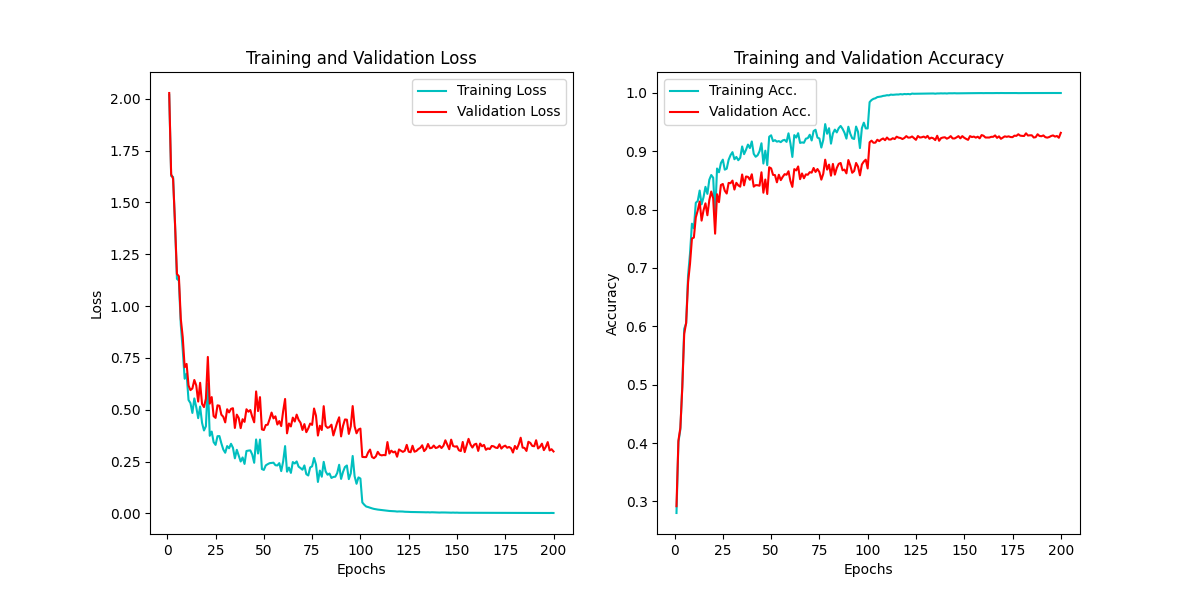 Training and Validation Loss
Training Loss
Validation Loss
2.00
1.75
1.50
1.25
1.00
0.75
0.50
0.25
0.00
Loss
0 25 50 75 100 125 150 175 200
Epochs
Training and Validation Accuracy
Training Acc.
Validation Acc.
1.0
0.9
0.8
0.7
0.6
0.5
0.4
0.3
Accuracy
0 25 50 75 100 125 150 175 200
Epochs